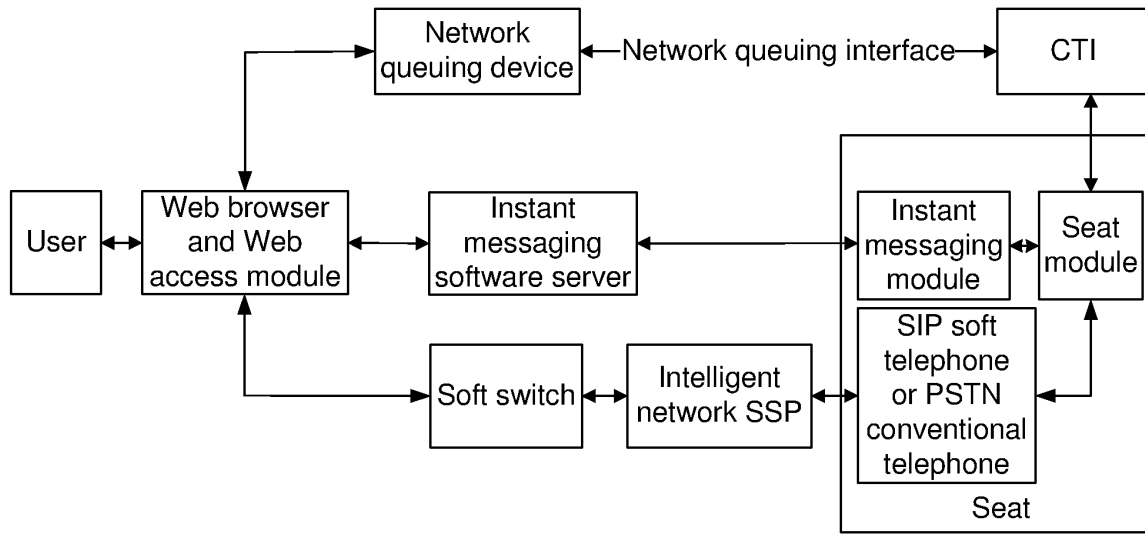 Network
queuing device
Network queuing interface
CTI
User
Web browser
and Web
access module
Instant
messaging
software server
Instant
messaging
module
Seat
module
Soft switch
Intelligent
network SSP
SIP soft
telephone
or PSTN
conventional
telephone
Seat